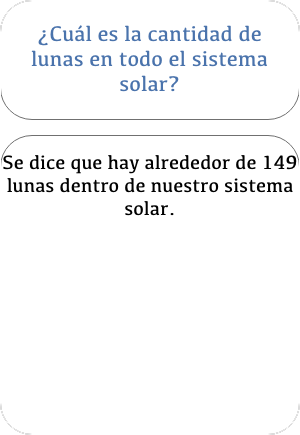 ¿Cuál es la cantidad de
lunas en todo el sistema
solar?
Se dice que hay alrededor de 149
lunas dentro de nuestro sistema
solar.